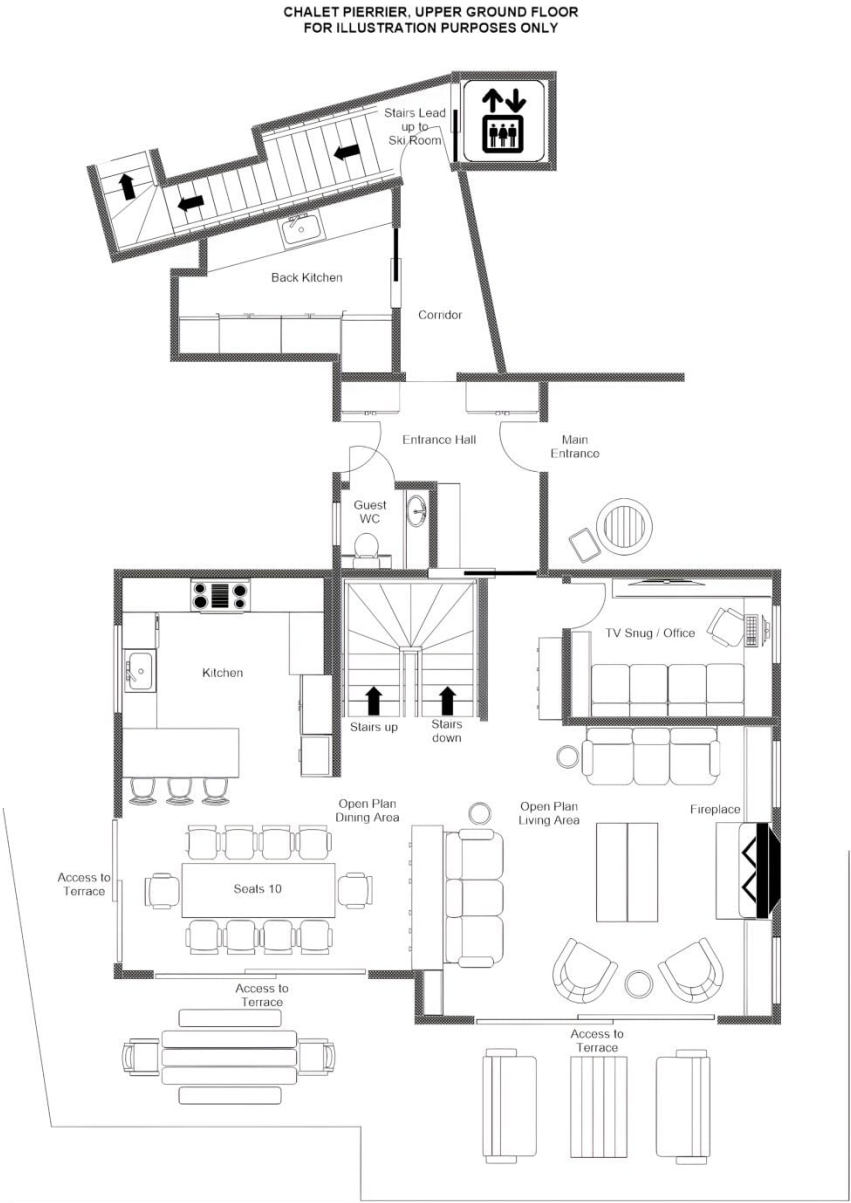 CHALET PIERRIER, UPPER GROUND FLOOR
FOR ILLUSTRATION PURPOSES ONLY
Stairs Lead
up to
Ski Room
Back Kitchen
Corridor
Entrance Hall
Main
Entrance
Guest
WC
TV Snug / Office
Kitchen
Stairs up
Stairs
down
Open Plan
Dining Area
Open Plan
Living Area
Fireplace
Access to
Terrace
Seats 10
Access to
Terrace
Access to
Terrace